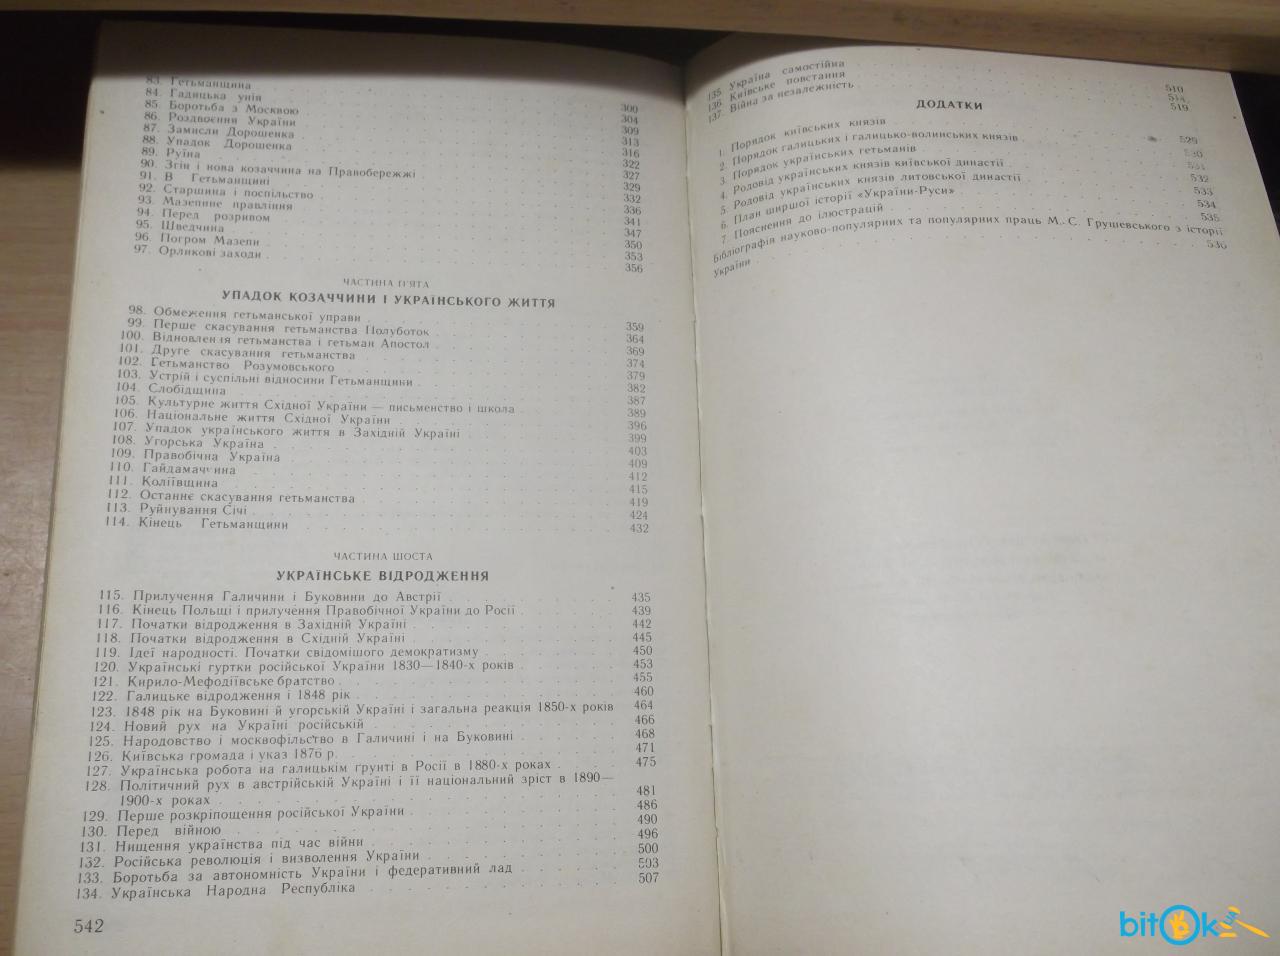 83. Гетьманщина
84. Гадяцька унія 300
85. Боротьба з Москвою 304
86. Роздвоєння України 309
87. Замисли Дорошенка 313
88. Упадок Дорошенка 316
89. Руїна 322
90. Згін і нова козаччина на Правобережжі 327
91. В Гетьманщині 329
92. Старшина і поспільство 332
93. Мазепине правління 336
94. Перед розривом 341
95. Шведчина 347
96. Погром Мазепи 350
97. Орликові заходи 353
356
ЧАСТИНА П'ЯТА
УПАДОК КОЗАЧЧИНИ І УКРАЇНСЬКОГО ЖИТТЯ
98. Обмеження гетьманської управи 359
99. Перше скасування гетьманства Полуботок 364
100. Відновлення гетьманства і гетьман Апостол 369
101. Друге скасування гетьманства 374
102. Гетьманство Розумовського 379
103. Устрій і суспільні відносини Гетьманщини 382
104. Слобідщина 387
105. Культурне життя Східної України — письменство і школа 389
106. Національне життя Східної України 396
107. Упадок українського життя в Західній Україні 399
108. Угорська Україна 403
109. Правобічна Україна 409
110. Гайдамаччина 412
111. Коліївщина 415
112. Останнє скасування гетьманства 419
113. Руйнування Січі 424
114. Кінець Гетьманщини 432
ЧАСТИНА ШОСТА
УКРАЇНСЬКЕ ВІДРОДЖЕННЯ
115. Прилучення Галичини і Буковини до Австрії 435
116. Кінець Польщі і прилучення Правобічної України до Росії 439
117. Початки відродження в Західній Україні 442
118. Початки відродження в Східній Україні 445
119. Ідеї народності. Початки свідомішого демократизму 450
120. Українські гуртки російської України 1830—1840-х років 453
121. Кирило-Мефодіївське братство 455
122. Галицьке відродження і 1848 рік 460
123. 1848 рік на Буковині й угорській Україні і загальна реакція 1850-х років 464
124. Новий рух на Україні російській 466
125. Народовство і москвофільство в Галичині і на Буковині 468
126. Київська громада і указ 1876 р. 471
127. Українська робота на галицькім ґрунті в Росії в 1880-х роках 475
128. Політичний рух в австрійській Україні і її національний зріст в 1890—
1900-х роках 481
129. Перше розкріпощення російської України 486
130. Перед війною 490
131. Нищення українства під час війни 496
132. Російська революція і визволення України 500
133. Боротьба за автономність України і федеративний лад 503
134. Українська Народна Республіка 507
542
135. Україна самостійна 510
136. Київське повстання 514
137. Війна за незалежність 519
ДОДАТКИ
1. Порядок київських князів 529
2. Порядок галицьких і галицько-волинських князів 530
3. Порядок українських гетьманів 531
4. Родовід українських князів київської династії 532
5. Родовід українських князів литовської династії 533
6. План ширшої історії «України-Руси» 534
7. Пояснення до ілюстрацій 535
Бібліографія науково-популярних та популярних праць М. С. Грушевського з історії
України 536
bitok.ua